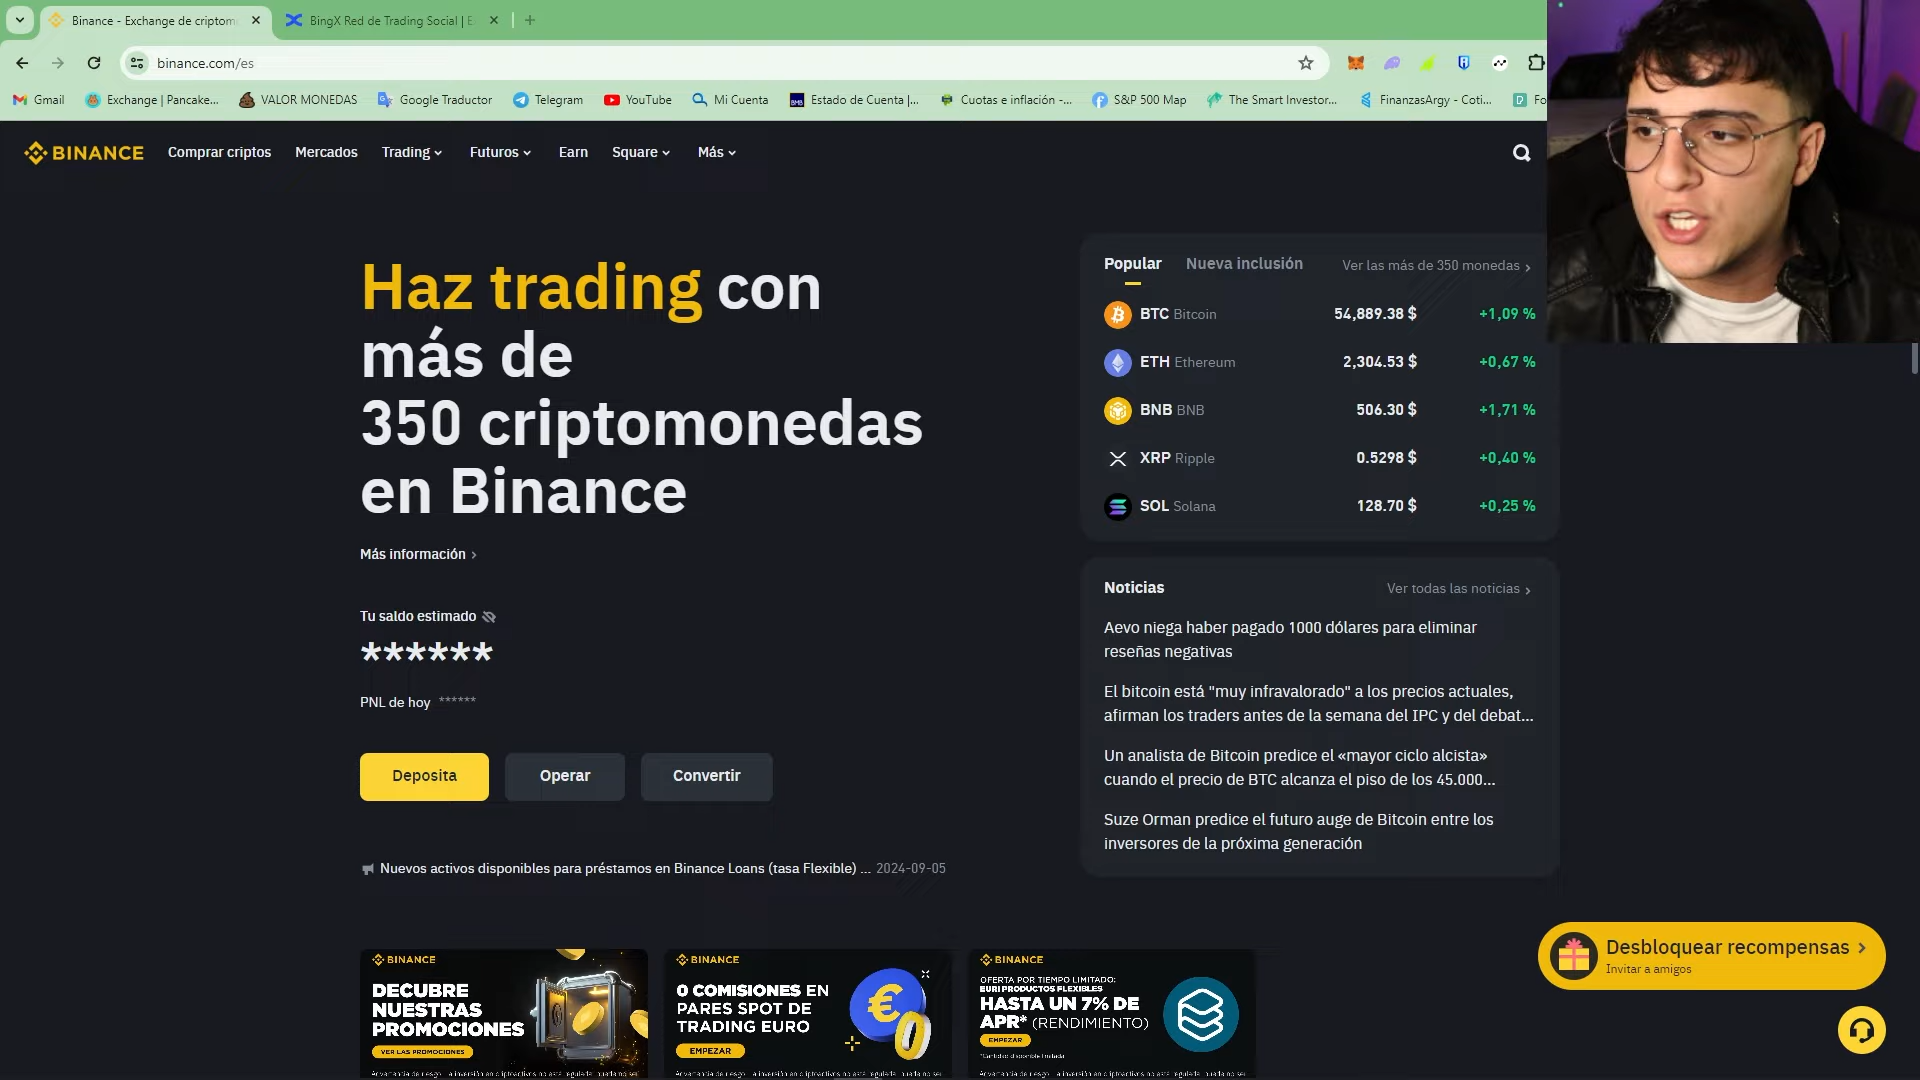 Binance - Exchange de criptom
BingX Red de Trading Social | E
binance.com/es
Gmail
Exchange | Pancake...
VALOR MONEDAS
Google Traductor
Telegram
YouTube
Mi Cuenta
Estado de Cuenta |...
Cuotas e inflación -...
S&P 500 Map
The Smart Investor...
FinanzasArgy - Coti...
Fo
BINANCE
Comprar criptos
Mercados
Trading
Futuros
Earn
Square
Más
Haz trading con
más de
350 criptomonedas
en Binance
Más información
Tu saldo estimado
******
PNL de hoy ******
Deposita
Operar
Convertir
Nuevos activos disponibles para préstamos en Binance Loans (tasa Flexible) ... 2024-09-05
Popular
Nueva inclusión
Ver las más de 350 monedas
BTC Bitcoin 54,889.38 $ +1,09 %
ETH Ethereum 2,304.53 $ +0,67 %
BNB BNB 506.30 $ +1,71 %
XRP Ripple 0.5298 $ +0,40 %
SOL Solana 128.70 $ +0,25 %
Noticias
Ver todas las noticias
Aevo niega haber pagado 1000 dólares para eliminar
reseñas negativas
El bitcoin está "muy infravalorado" a los precios actuales,
afirman los traders antes de la semana del IPC y del debat...
Un analista de Bitcoin predice el «mayor ciclo alcista»
cuando el precio de BTC alcanza el piso de los 45.000...
Suze Orman predice el futuro auge de Bitcoin entre los
inversores de la próxima generación
Desbloquear recompensas
Invitar a amigos
BINANCE
DECUBRE
NUESTRAS
PROMOCIONES
VER LAS PROMOCIONES
BINANCE
0 COMISIONES EN
PARES SPOT DE
TRADING EURO
EMPEZAR
BINANCE
OFERTA POR TIEMPO LIMITADO:
EURI PRODUCTOS FLEXIBLES
HASTA UN 7% DE
APR* (RENDIMIENTO)
EMPEZAR
*Cantidad disponible limitada